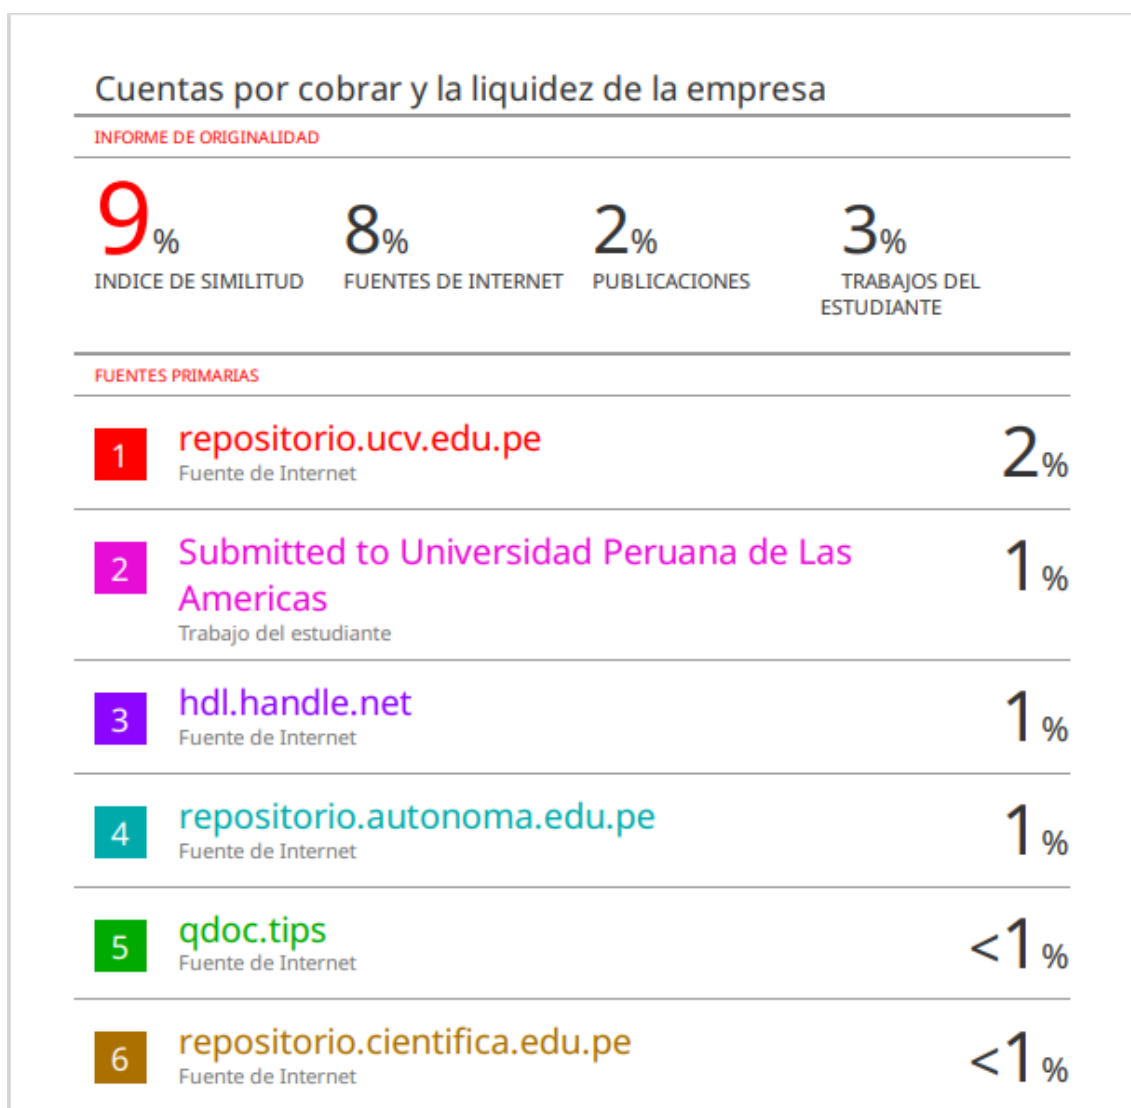 Cuentas por cobrar y la liquidez de la empresa
INFORME DE ORIGINALIDAD
9%
INDICE DE SIMILITUD
8%
FUENTES DE INTERNET
2%
PUBLICACIONES
3%
TRABAJOS DEL
ESTUDIANTE
FUENTES PRIMARIAS
1
repositorio.ucv.edu.pe
Fuente de Internet
2%
2
Submitted to Universidad Peruana de Las
Americas
Trabajo del estudiante
1%
3
hdl.handle.net
Fuente de Internet
1%
4
repositorio.autonoma.edu.pe
Fuente de Internet
1%
5
qdoc.tips
Fuente de Internet
<1%
6
repositorio.cientifica.edu.pe
Fuente de Internet
<1%